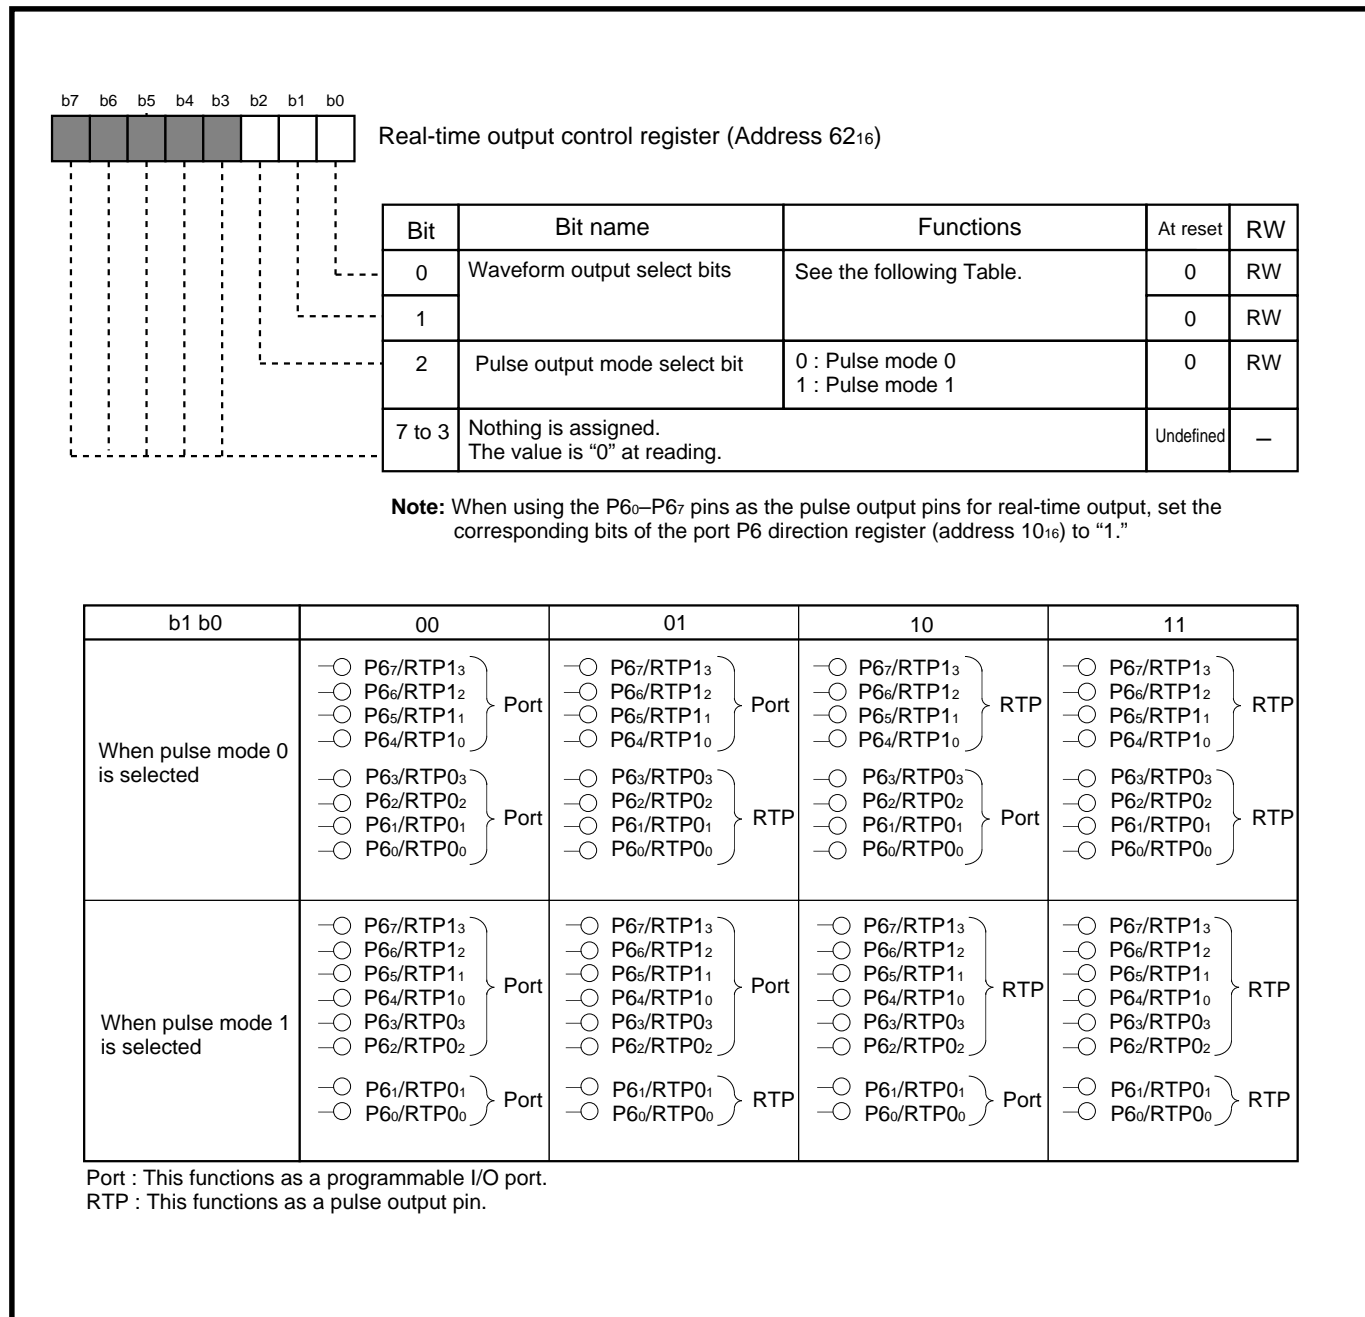 b7 b6 b5 b4 b3 b2 b1 b0
Real-time output control register (Address 62₁₆)
Bit Bit name Functions At reset RW
0 Waveform output select bits See the following Table. 0 RW
1 0 RW
2 Pulse output mode select bit 0 : Pulse mode 0 0 RW
1 : Pulse mode 1
7 to 3 Nothing is assigned. Undefined –
The value is “0” at reading.
Note: When using the P6₀–P6₇ pins as the pulse output pins for real-time output, set the
corresponding bits of the port P6 direction register (address 10₁₆) to “1.”
b1 b0 00 01 10 11
When pulse mode 0
is selected
P6₇/RTP1₃
P6₆/RTP1₂
P6₅/RTP1₁
P6₄/RTP1₀
Port
P6₃/RTP0₃
P6₂/RTP0₂
P6₁/RTP0₁
P6₀/RTP0₀
Port
P6₇/RTP1₃
P6₆/RTP1₂
P6₅/RTP1₁
P6₄/RTP1₀
Port
P6₃/RTP0₃
P6₂/RTP0₂
P6₁/RTP0₁
P6₀/RTP0₀
RTP
P6₇/RTP1₃
P6₆/RTP1₂
P6₅/RTP1₁
P6₄/RTP1₀
RTP
P6₃/RTP0₃
P6₂/RTP0₂
P6₁/RTP0₁
P6₀/RTP0₀
Port
P6₇/RTP1₃
P6₆/RTP1₂
P6₅/RTP1₁
P6₄/RTP1₀
RTP
P6₃/RTP0₃
P6₂/RTP0₂
P6₁/RTP0₁
P6₀/RTP0₀
RTP
When pulse mode 1
is selected
P6₇/RTP1₃
P6₆/RTP1₂
P6₅/RTP1₁
P6₄/RTP1₀
P6₃/RTP0₃
P6₂/RTP0₂
Port
P6₁/RTP0₁
P6₀/RTP0₀
Port
P6₇/RTP1₃
P6₆/RTP1₂
P6₅/RTP1₁
P6₄/RTP1₀
P6₃/RTP0₃
P6₂/RTP0₂
Port
P6₁/RTP0₁
P6₀/RTP0₀
RTP
P6₇/RTP1₃
P6₆/RTP1₂
P6₅/RTP1₁
P6₄/RTP1₀
P6₃/RTP0₃
P6₂/RTP0₂
RTP
P6₁/RTP0₁
P6₀/RTP0₀
Port
P6₇/RTP1₃
P6₆/RTP1₂
P6₅/RTP1₁
P6₄/RTP1₀
P6₃/RTP0₃
P6₂/RTP0₂
RTP
P6₁/RTP0₁
P6₀/RTP0₀
RTP
Port : This functions as a programmable I/O port.
RTP : This functions as a pulse output pin.